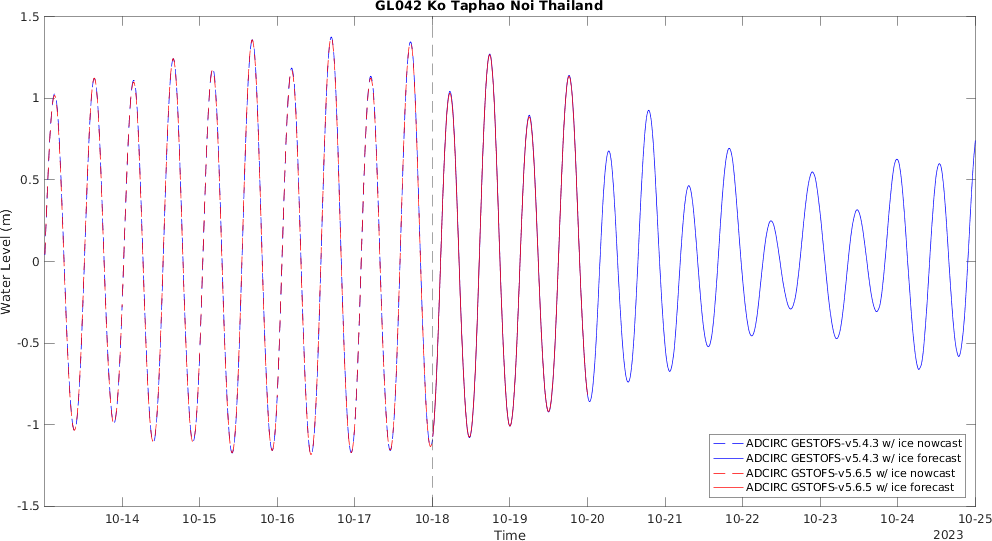 GL042 Ko Taphao Noi Thailand
1.5
1
0.5
0
-0.5
-1
-1.5
Water Level (m)
10-14
10-15
10-16
10-17
10-18
10-19
10-20
10-21
10-22
10-23
10-24
10-25
2023
Time
ADCIRC GESTOFS-v5.4.3 w/ ice nowcast
ADCIRC GESTOFS-v5.4.3 w/ ice forecast
ADCIRC GSTOFS-v5.6.5 w/ ice nowcast
ADCIRC GSTOFS-v5.6.5 w/ ice forecast